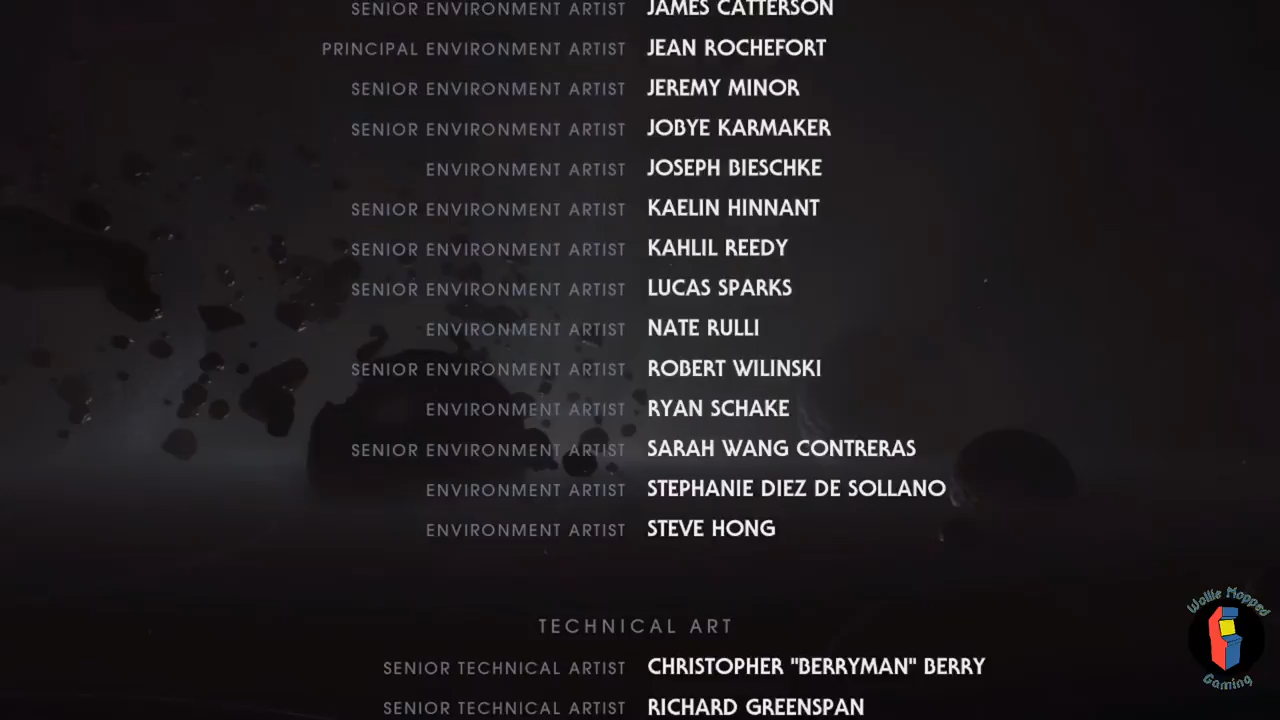 SENIOR ENVIRONMENT ARTIST JAMES CATTERSON
PRINCIPAL ENVIRONMENT ARTIST JEAN ROCHEFORT
SENIOR ENVIRONMENT ARTIST JEREMY MINOR
SENIOR ENVIRONMENT ARTIST JOBYE KARMAKER
ENVIRONMENT ARTIST JOSEPH BIESCHKE
SENIOR ENVIRONMENT ARTIST KAELIN HINNANT
SENIOR ENVIRONMENT ARTIST KAHLIL REEDY
SENIOR ENVIRONMENT ARTIST LUCAS SPARKS
ENVIRONMENT ARTIST NATE RULLI
SENIOR ENVIRONMENT ARTIST ROBERT WILINSKI
ENVIRONMENT ARTIST RYAN SCHAKE
SENIOR ENVIRONMENT ARTIST SARAH WANG CONTRERAS
ENVIRONMENT ARTIST STEPHANIE DIEZ DE SOLLANO
ENVIRONMENT ARTIST STEVE HONG
TECHNICAL ART
SENIOR TECHNICAL ARTIST CHRISTOPHER "BERRYMAN" BERRY
SENIOR TECHNICAL ARTIST RICHARD GREENSPAN
Wollie Mopped
Gaming